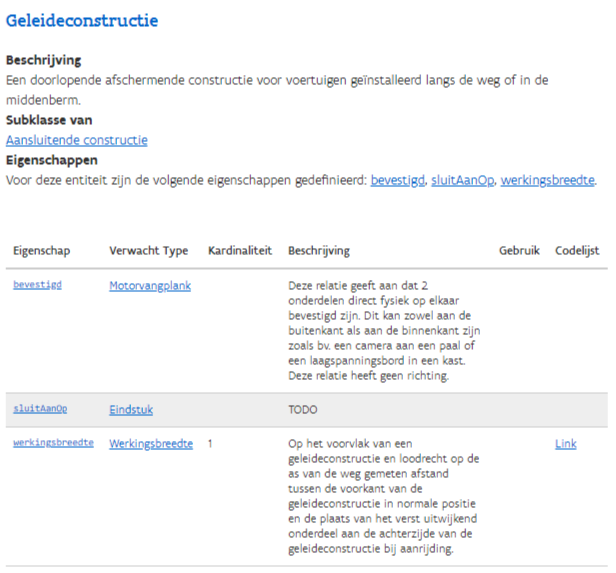 Geleideconstructie
Beschrijving
Een doorlopende afschermende constructie voor voertuigen geïnstalleerd langs de weg of in de
middenberm.
Subklasse van
Aansluitende constructie
Eigenschappen
Voor deze entiteit zijn de volgende eigenschappen gedefinieerd: bevestigd, sluitAanOp, werkingsbreedte.
Eigenschap Verwacht Type Kardinaliteit Beschrijving Gebruik Codelijst
bevestigd Motorvangplank Deze relatie geeft aan dat 2
onderdelen direct fysiek op elkaar
bevestigd zijn. Dit kan zowel aan de
buitenkant als aan de binnenkant zijn
zoals bv. een camera aan een paal of
een laagspanningsbord in een kast.
Deze relatie heeft geen richting.
sluitAanOp Eindstuk TODO
werkingsbreedte Werkingsbreedte 1 Op het voorvlak van een Link
geleideconstructie en loodrecht op de
as van de weg gemeten afstand
tussen de voorkant van de
geleideconstructie in normale positie
en de plaats van het verst uitwijkend
onderdeel aan de achterzijde van de
geleideconstructie bij aanrijding.